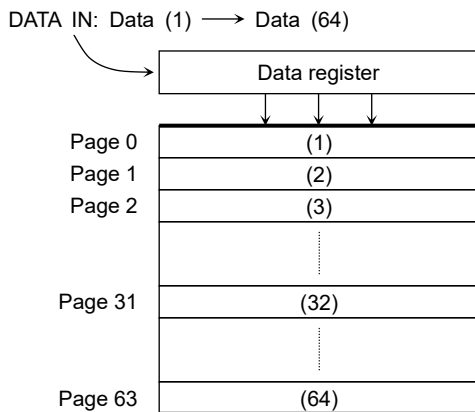 DATA IN: Data (1) ⟶ Data (64)
Data register
Page 0 (1)
Page 1 (2)
Page 2 (3)
Page 31 (32)
Page 63 (64)